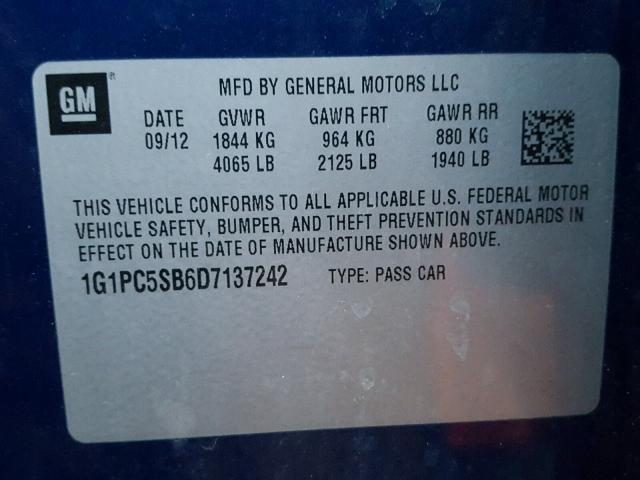 GM
®
MFD BY GENERAL MOTORS LLC
DATE GVWR GAWR FRT GAWR RR
09/12 1844 KG 964 KG 880 KG
4065 LB 2125 LB 1940 LB
THIS VEHICLE CONFORMS TO ALL APPLICABLE U.S. FEDERAL MOTOR
VEHICLE SAFETY, BUMPER, AND THEFT PREVENTION STANDARDS IN
EFFECT ON THE DATE OF MANUFACTURE SHOWN ABOVE.
1G1PC5SB6D7137242 TYPE: PASS CAR